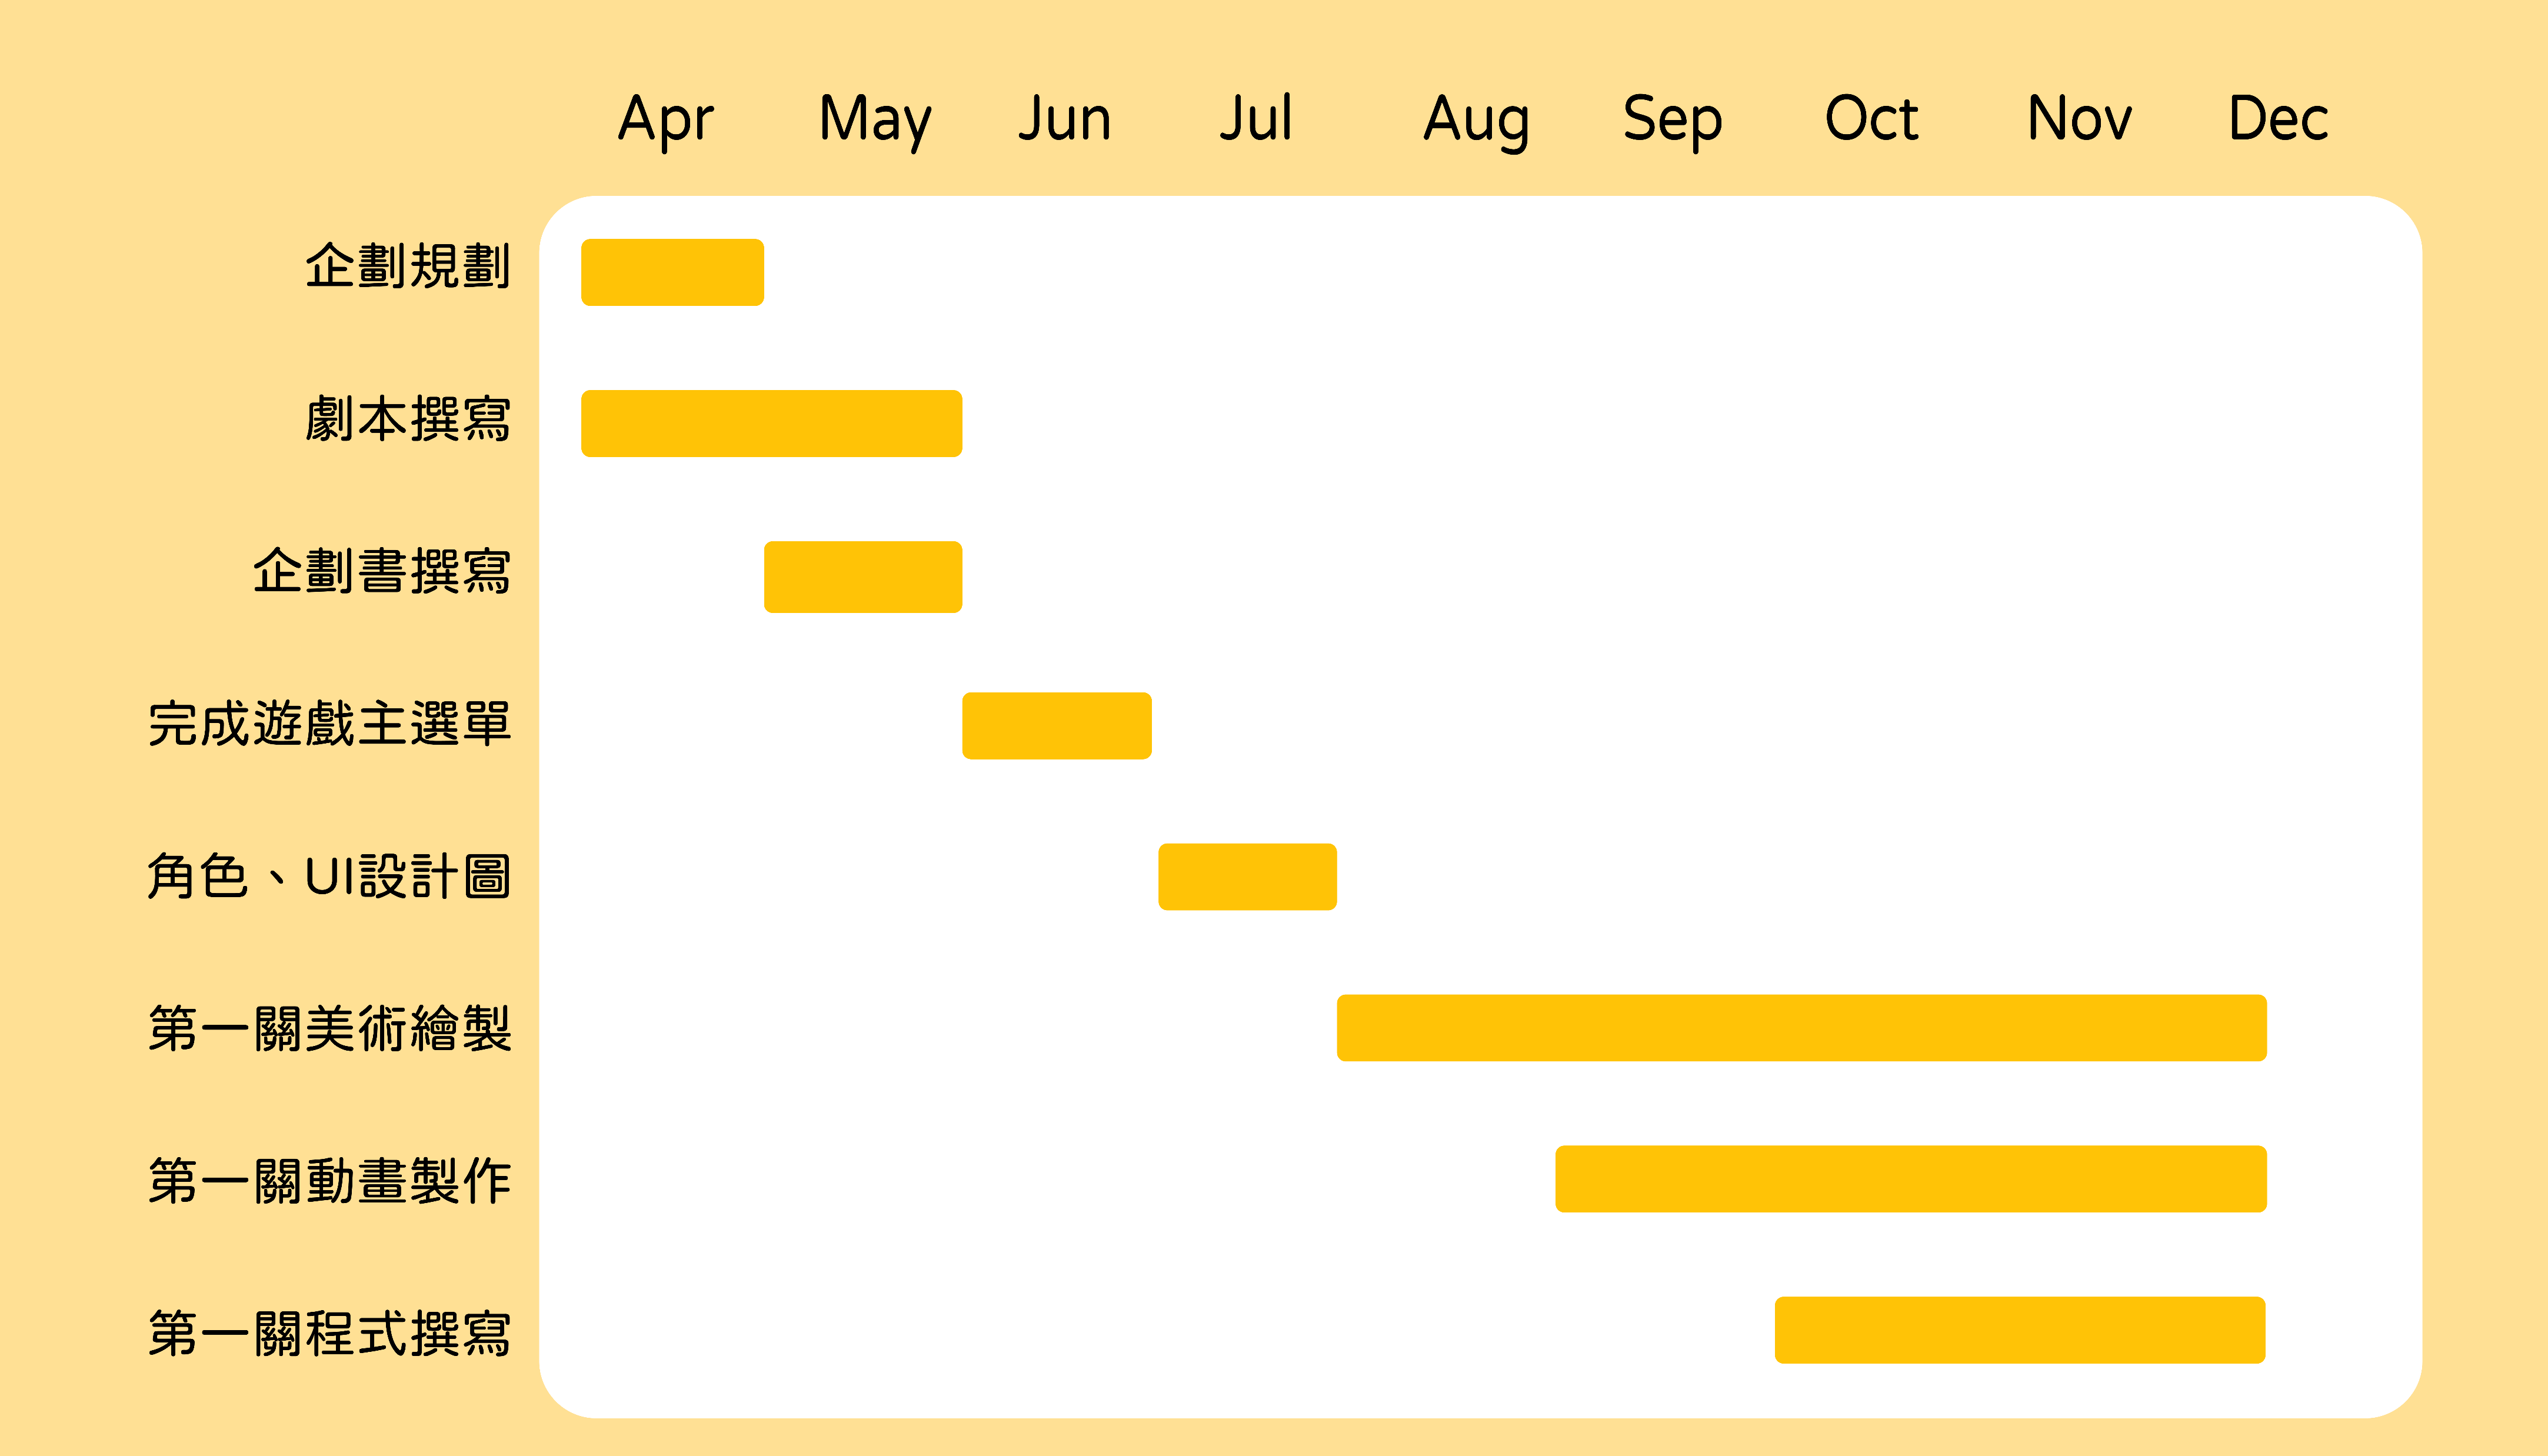 Apr May Jun Jul Aug Sep Oct Nov Dec
企劃規劃
劇本撰寫
企劃書撰寫
完成遊戲主選單
角色、UI設計圖
第一關美術繪製
第一關動畫製作
第一關程式撰寫